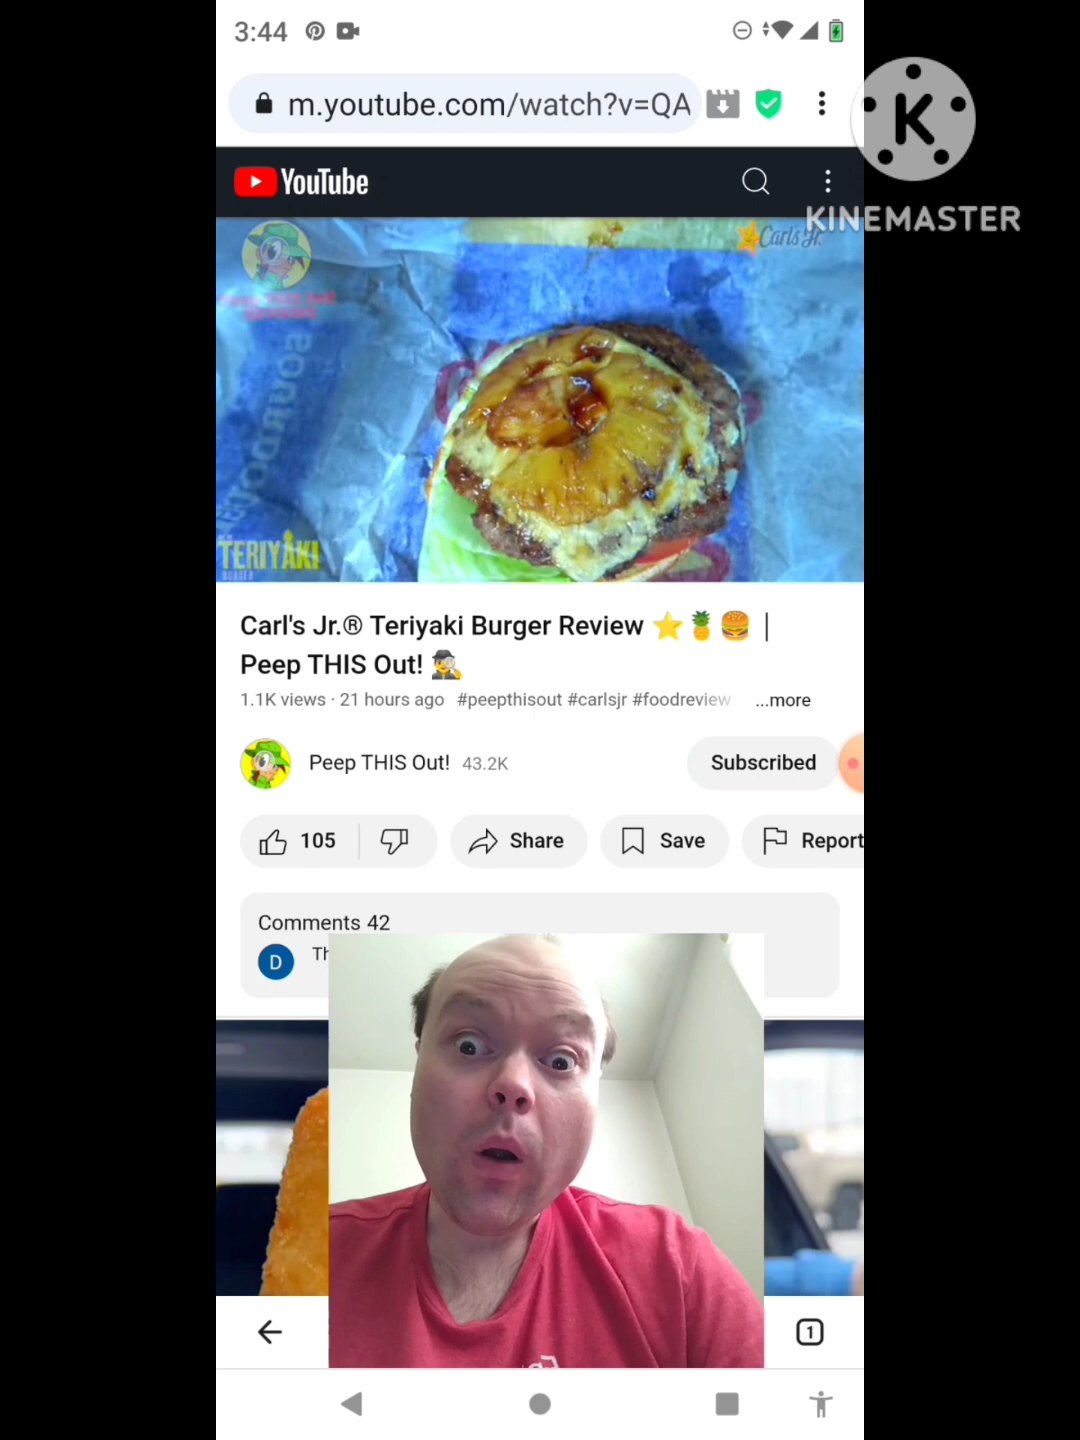 3:44
m.youtube.com/watch?v=QA
K
KINEMASTER
YouTube
Carl's Jr.
TERIYAKI
BURGER
Carl's Jr.® Teriyaki Burger Review ⭐🍍🍔 |
Peep THIS Out! 🕵️
1.1K views · 21 hours ago #peepthisout #carlsjr #foodreview ...more
Peep THIS Out! 43.2K Subscribed
105 Share Save Report
Comments 42
D
1